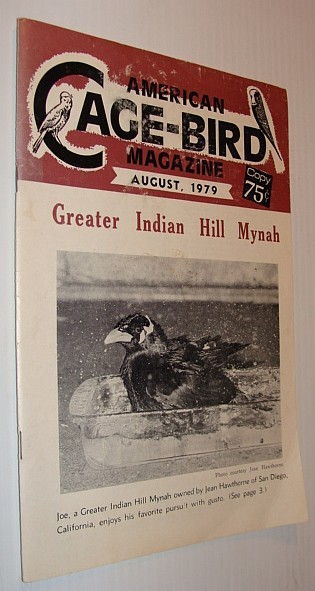 AMERICAN
CAGE-BIRD
MAGAZINE
AUGUST, 1979
Copy
75¢
Greater Indian Hill Mynah
Photo courtesy Jean Hawthorne
Joe, a Greater Indian Hill Mynah owned by Jean Hawthorne of San Diego,
California, enjoys his favorite pursuit with gusto. (See page 3.)